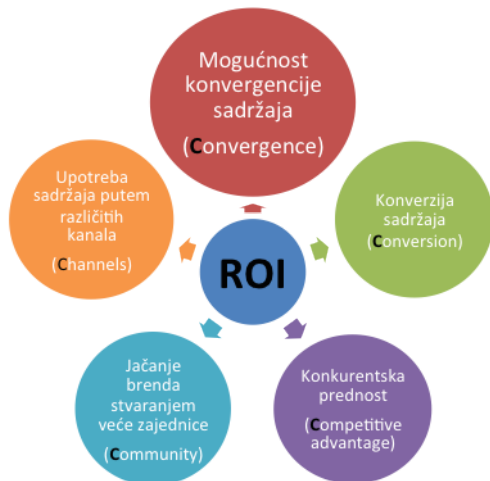 Mogućnost
konvergencije
sadržaja
(Convergence)
Upotreba
sadržaja putem
različitih
kanala
(Channels)
Konverzija
sadržaja
(Conversion)
ROI
Jačanje
brenda
stvaranjem
veće zajednice
(Community)
Konkurentska
prednost
(Competitive
advantage)